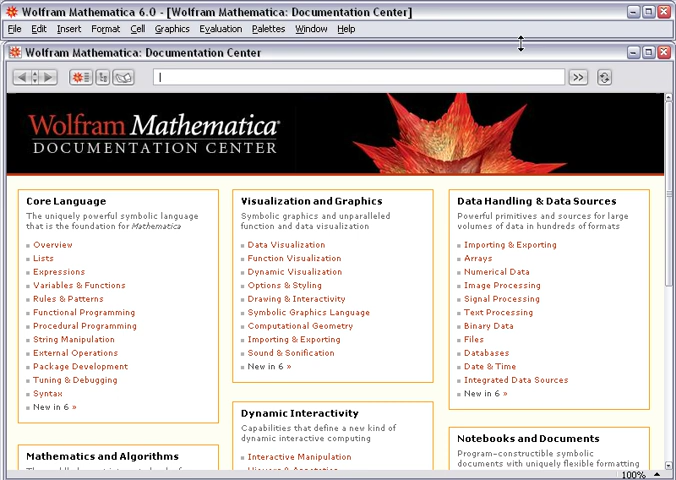 Wolfram Mathematica 6.0 - [Wolfram Mathematica: Documentation Center]
File Edit Insert Format Cell Graphics Evaluation Palettes Window Help
Wolfram Mathematica: Documentation Center
>>
Wolfram Mathematica®
DOCUMENTATION CENTER
Core Language
The uniquely powerful symbolic language
that is the foundation for Mathematica
Overview
Lists
Expressions
Variables & Functions
Rules & Patterns
Functional Programming
Procedural Programming
String Manipulation
External Operations
Package Development
Tuning & Debugging
Syntax
New in 6 »
Mathematics and Algorithms
Visualization and Graphics
Symbolic graphics and unparalleled
function and data visualization
Data Visualization
Function Visualization
Dynamic Visualization
Options & Styling
Drawing & Interactivity
Symbolic Graphics Language
Computational Geometry
Importing & Exporting
Sound & Sonification
New in 6 »
Dynamic Interactivity
Capabilities that define a new kind of
dynamic interactive computing
Interactive Manipulation
Data Handling & Data Sources
Powerful primitives and sources for large
volumes of data in hundreds of formats
Importing & Exporting
Arrays
Numerical Data
Image Processing
Signal Processing
Text Processing
Binary Data
Files
Databases
Date & Time
Integrated Data Sources
New in 6 »
Notebooks and Documents
Program-constructible symbolic
documents with uniquely flexible formatting
100%